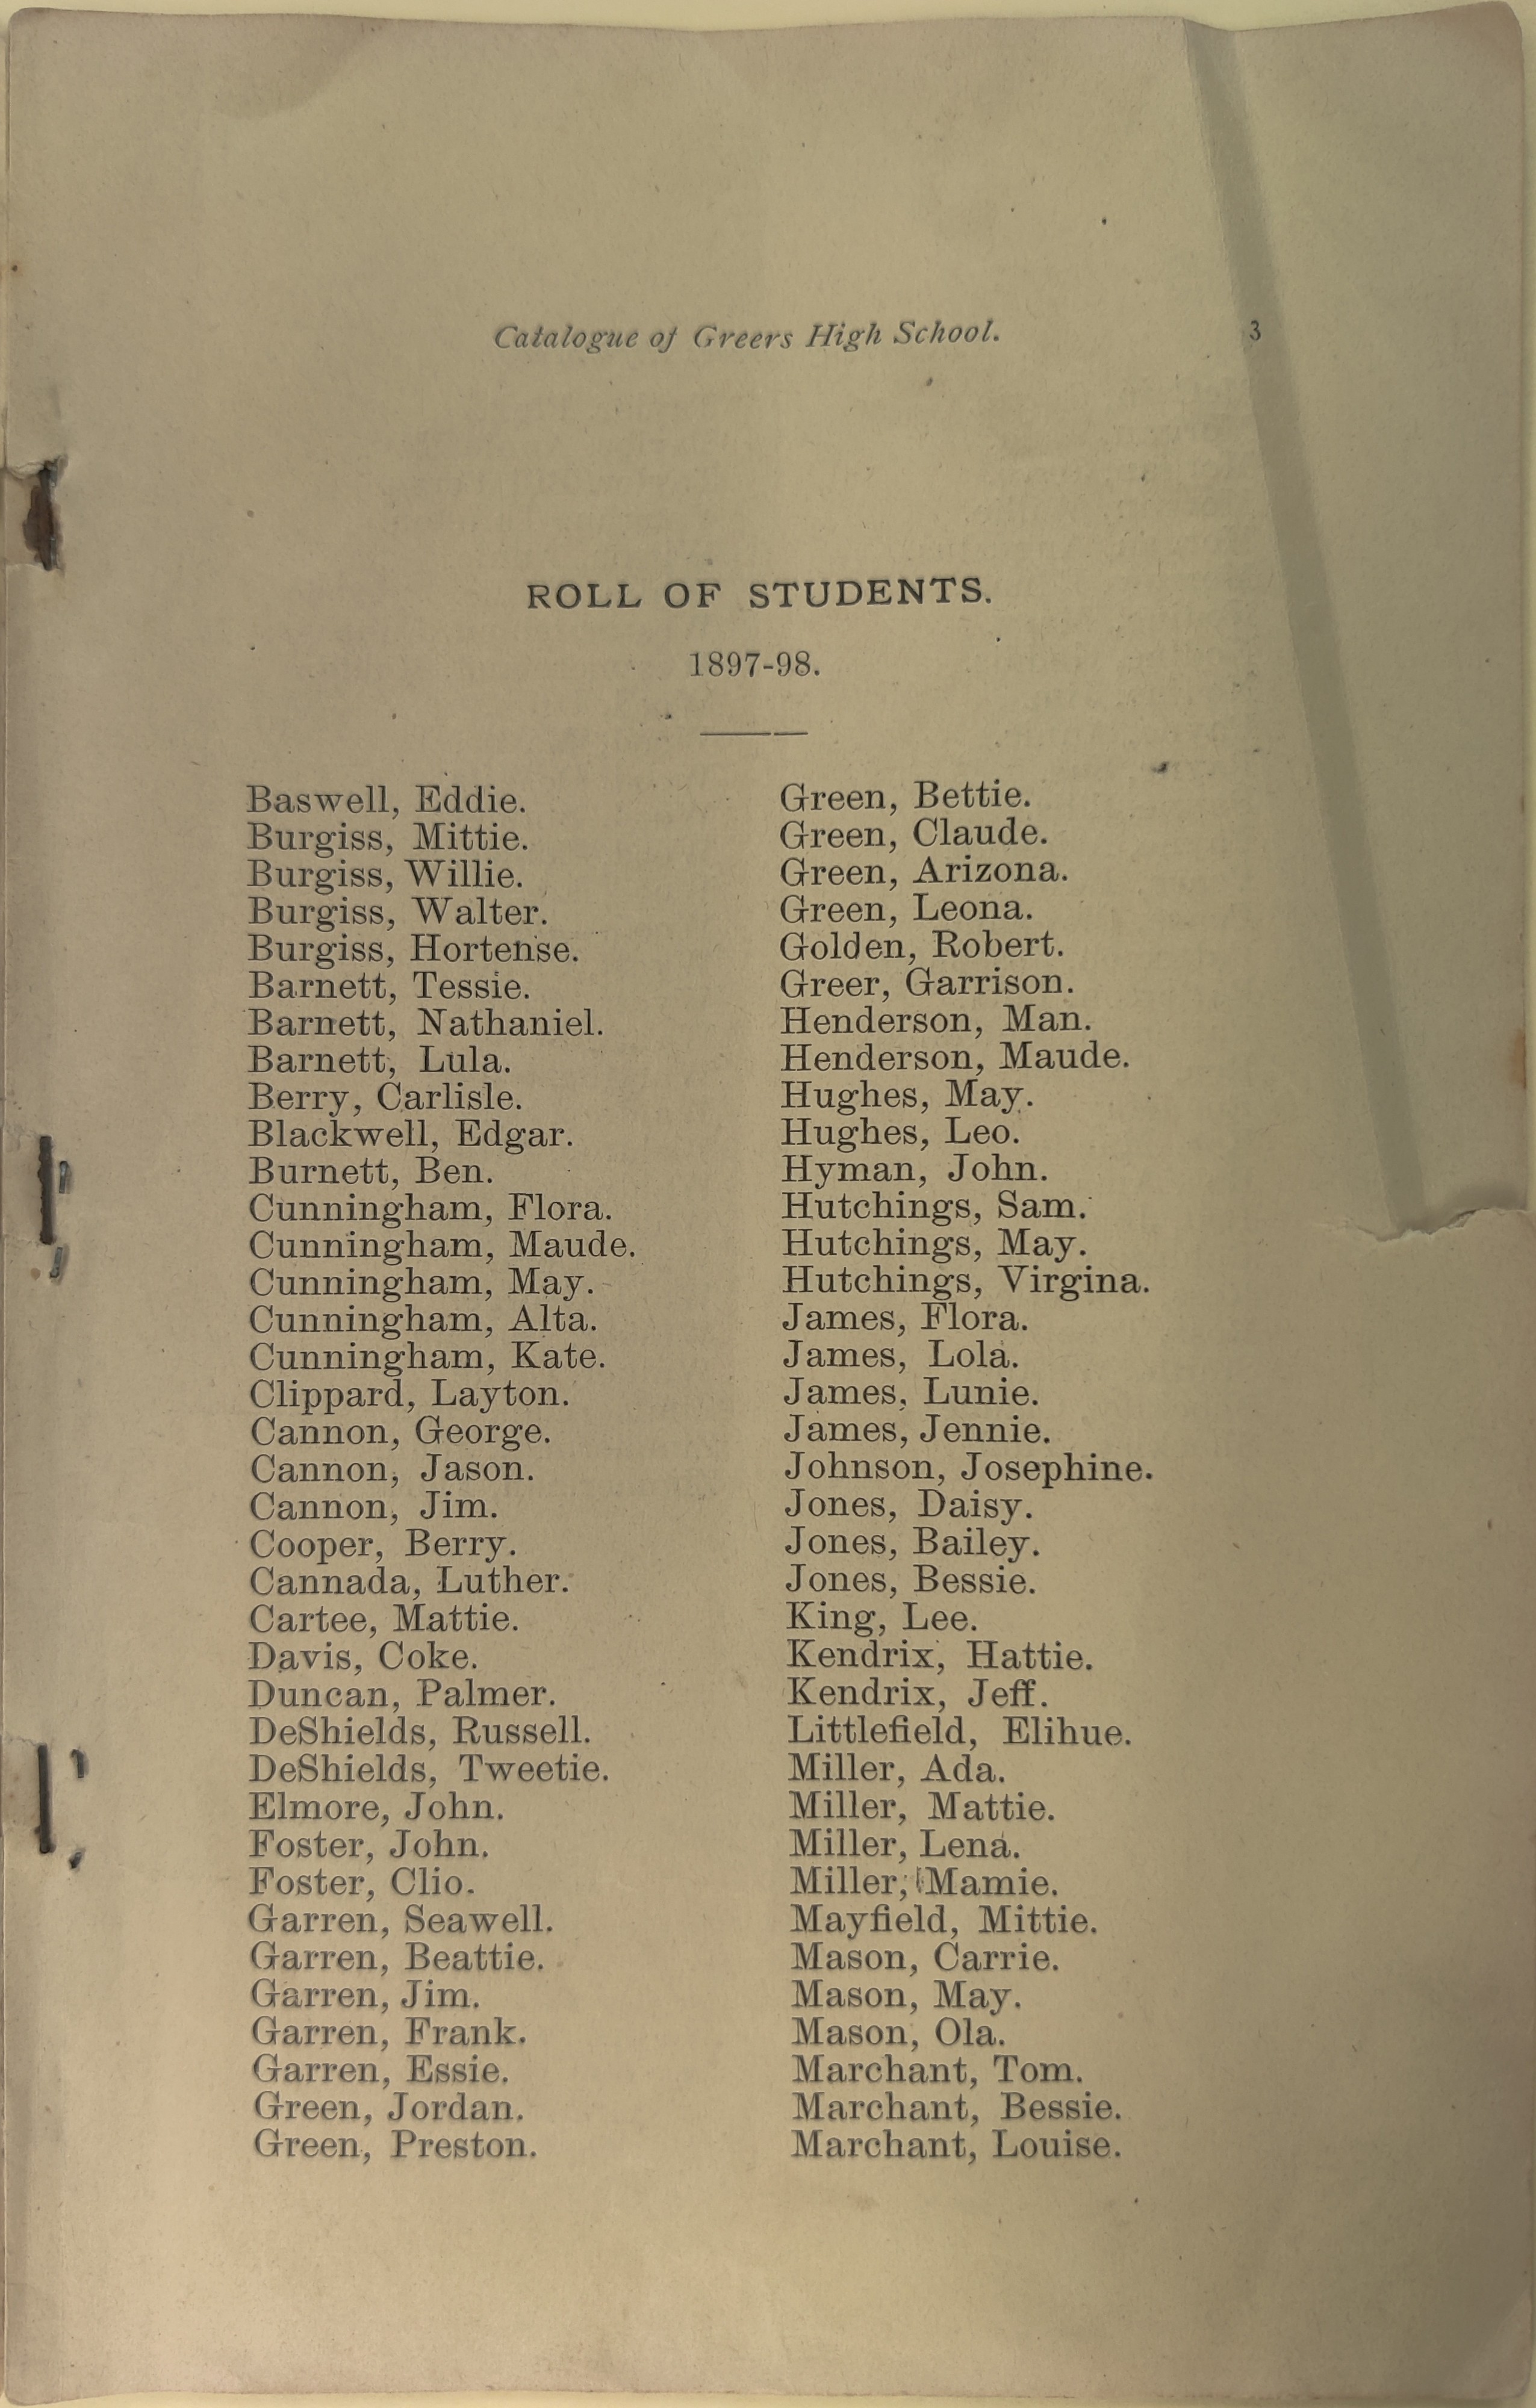 Catalogue of Greers High School. 3
ROLL OF STUDENTS.
1897-98.
Baswell, Eddie.
Burgiss, Mittie.
Burgiss, Willie.
Burgiss, Walter.
Burgiss, Hortense.
Barnett, Tessie.
Barnett, Nathaniel.
Barnett, Lula.
Berry, Carlisle.
Blackwell, Edgar.
Burnett, Ben.
Cunningham, Flora.
Cunningham, Maude.
Cunningham, May.
Cunningham, Alta.
Cunningham, Kate.
Clippard, Layton.
Cannon, George.
Cannon, Jason.
Cannon, Jim.
Cooper, Berry.
Cannada, Luther.
Cartee, Mattie.
Davis, Coke.
Duncan, Palmer.
DeShields, Russell.
DeShields, Tweetie.
Elmore, John.
Foster, John.
Foster, Clio.
Garren, Seawell.
Garren, Beattie.
Garren, Jim.
Garren, Frank.
Garren, Essie.
Green, Jordan.
Green, Preston.
Green, Bettie.
Green, Claude.
Green, Arizona.
Green, Leona.
Golden, Robert.
Greer, Garrison.
Henderson, Man.
Henderson, Maude.
Hughes, May.
Hughes, Leo.
Hyman, John.
Hutchings, Sam.
Hutchings, May.
Hutchings, Virgina.
James, Flora.
James, Lola.
James, Lunie.
James, Jennie.
Johnson, Josephine.
Jones, Daisy.
Jones, Bailey.
Jones, Bessie.
King, Lee.
Kendrix, Hattie.
Kendrix, Jeff.
Littlefield, Elihue.
Miller, Ada.
Miller, Mattie.
Miller, Lena.
Miller, Mamie.
Mayfield, Mittie.
Mason, Carrie.
Mason, May.
Mason, Ola.
Marchant, Tom.
Marchant, Bessie.
Marchant, Louise.